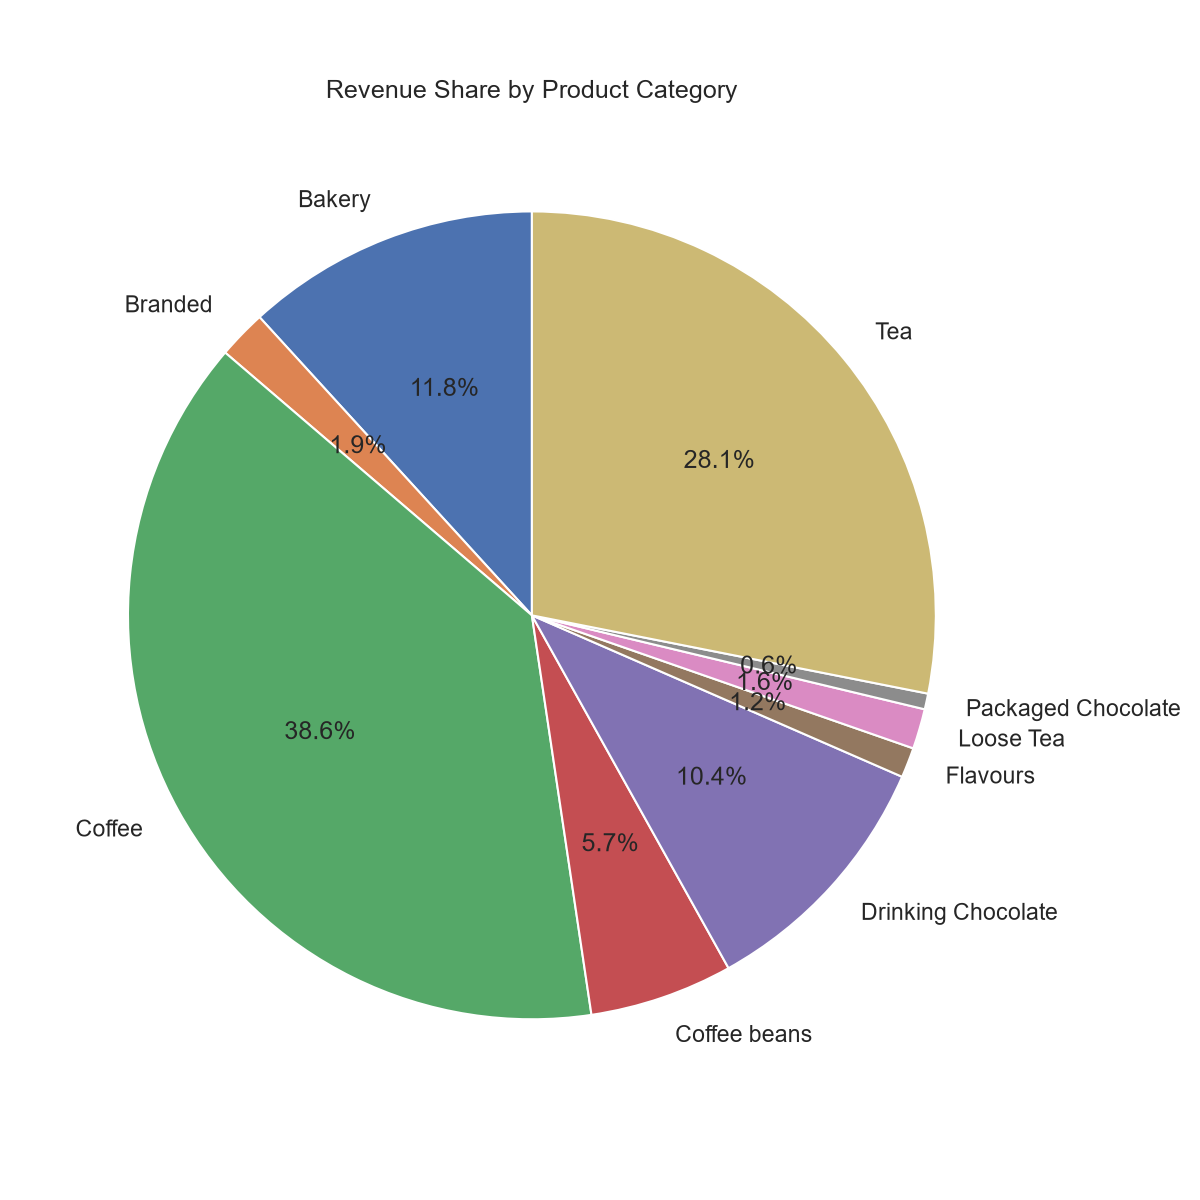 Revenue Share by Product Category
Bakery
11.8%
Branded
1.9%
Coffee
38.6%
Coffee beans
5.7%
Drinking Chocolate
10.4%
Flavours
1.2%
Loose Tea
1.6%
Packaged Chocolate
0.6%
Tea
28.1%